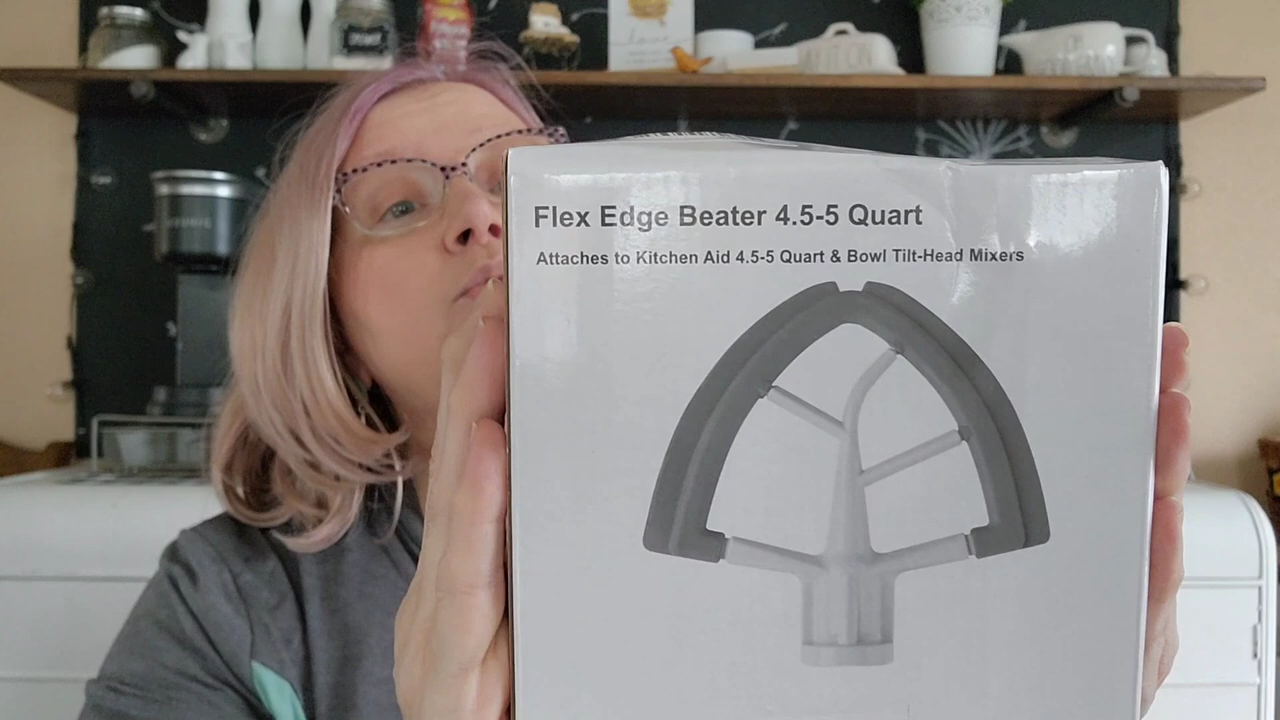 Flex Edge Beater 4.5-5 Quart
Attaches to Kitchen Aid 4.5-5 Quart & Bowl Tilt-Head Mixers